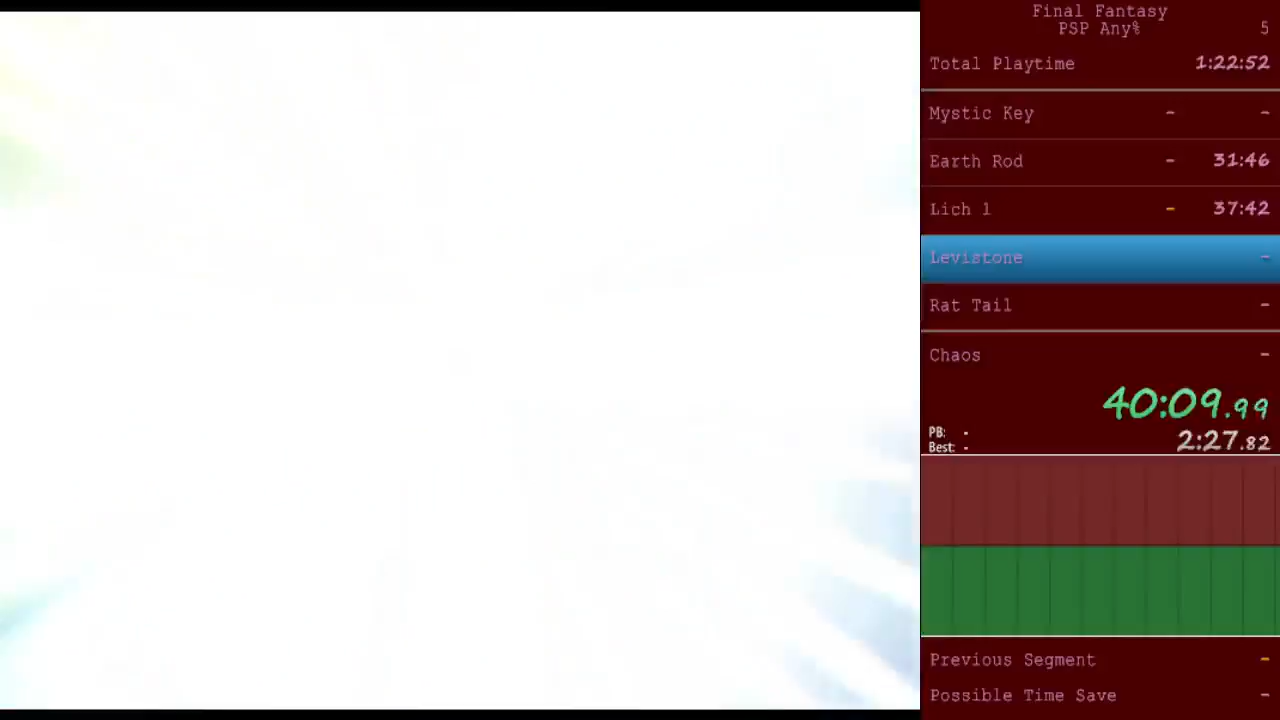 Final Fantasy
PSP Any% 5
Total Playtime 1:22:52
Mystic Key - -
Earth Rod - 31:46
Lich 1 - 37:42
Levistone -
Rat Tail -
Chaos -
40:09.99
PB: -
Best: - 2:27.82
Previous Segment -
Possible Time Save -